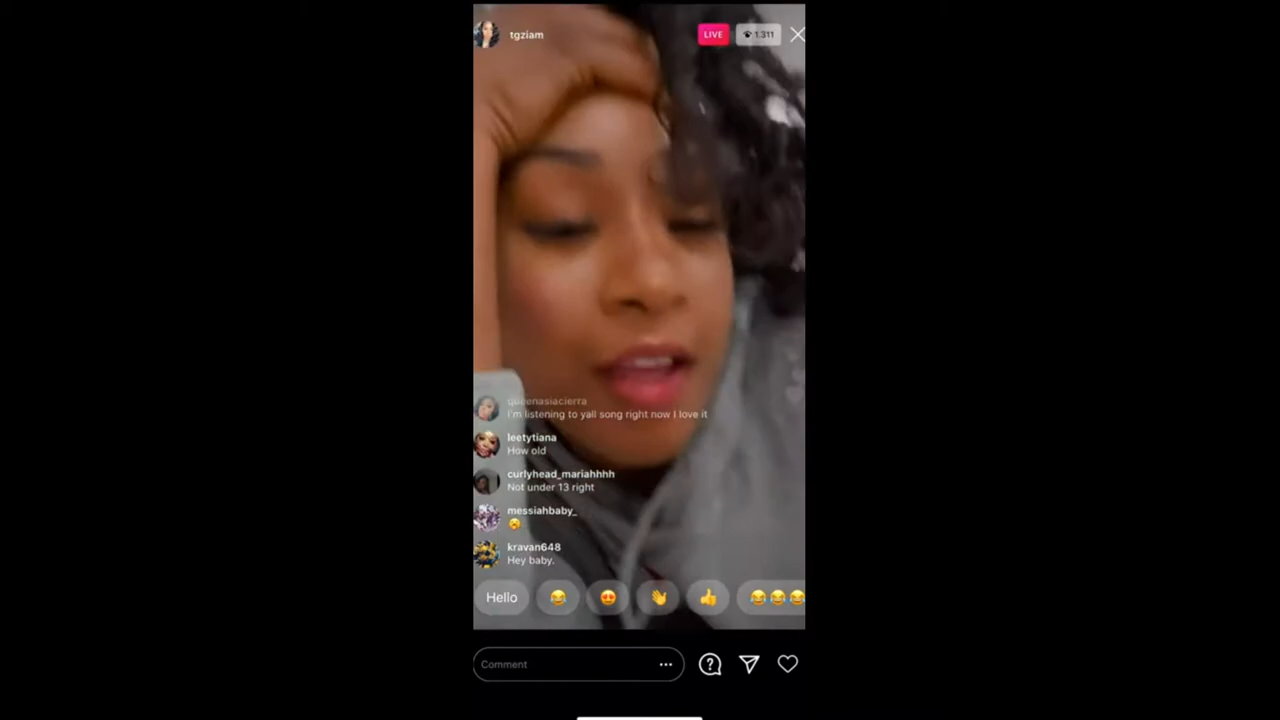 tgziam
LIVE
1,311
queenasiacierra
I'm listening to yall song right now I love it
leetytiana
How old
curlyhead_mariahhhh
Not under 13 right
messiahbaby_
kravan648
Hey baby.
Hello
Comment